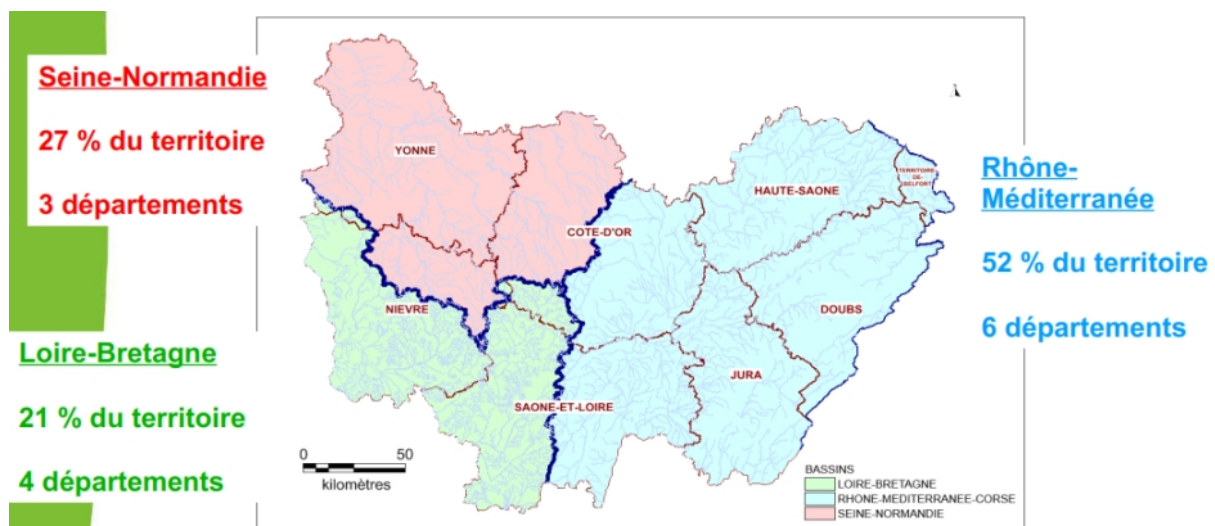 Seine-Normandie
27 % du territoire
3 départements
Loire-Bretagne
21 % du territoire
4 départements
YONNE
HAUTE-SAONE
TERRITOIRE
DE-
BELFORT
COTE-D'OR
NIEVRE
DOUBS
JURA
SAONE-ET-LOIRE
0 50
kilomètres
BASSINS
LOIRE-BRETAGNE
RHONE-MEDITERRANEE-CORSE
SEINE-NORMANDIE
Rhône-
Méditerranée
52 % du territoire
6 départements